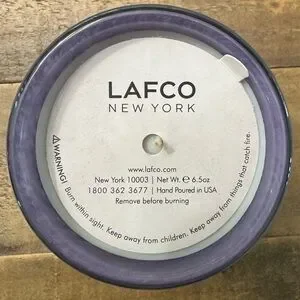 LAFCO
NEW YORK
www.lafco.com
New York 10003 | Net Wt. ℮ 6.5oz
1800 362 3677 | Hand Poured in USA
Remove before burning
⚠WARNING! Burn within sight. Keep away from children. Keep away from things that catch fire.